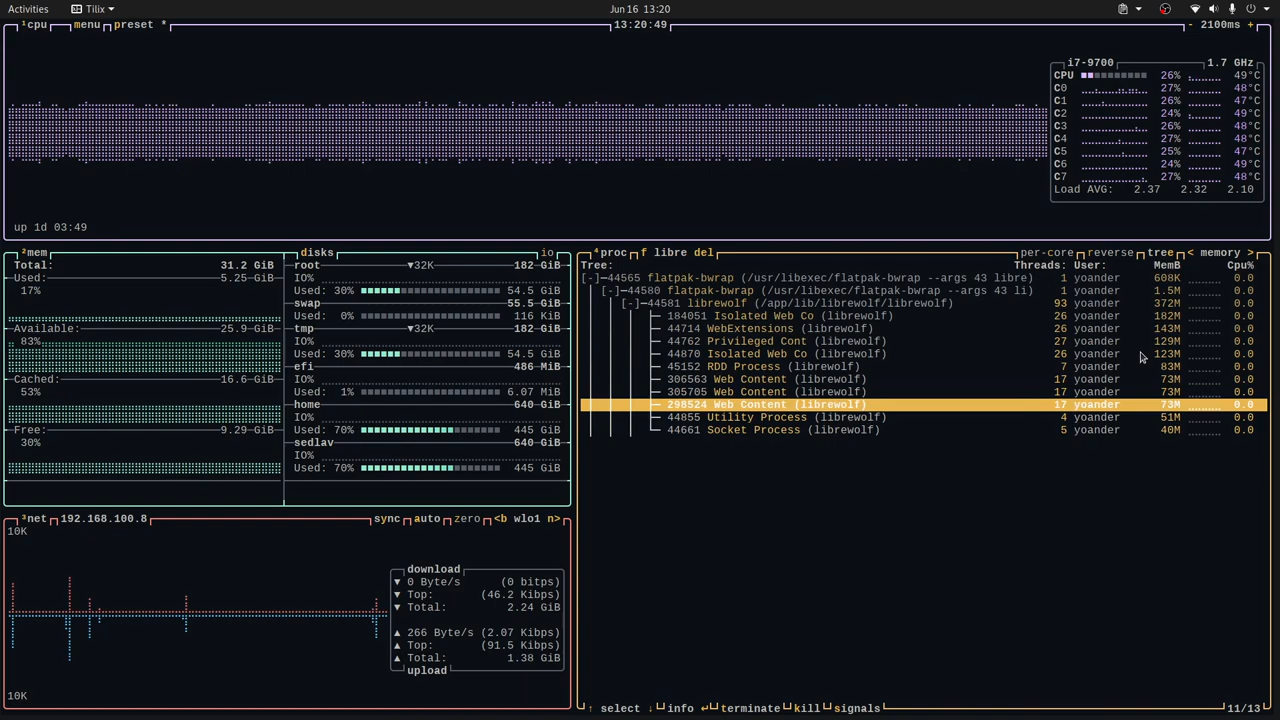 Activities Tilix Jun 16 13:20
¹cpu menu preset * 13:20:49 - 2100ms +
i7-9700 1.7 GHz
CPU 26% 49°C
C0 27% 48°C
C1 26% 47°C
C2 24% 49°C
C3 26% 48°C
C4 27% 48°C
C5 25% 47°C
C6 24% 49°C
C7 27% 48°C
Load AVG: 2.37 2.32 2.10
up 1d 03:49
²mem
Total: 31.2 GiB
Used: 5.25 GiB
17%
Available: 25.9 GiB
83%
Cached: 16.6 GiB
53%
Free: 9.29 GiB
30%
disks io
root ▼32K 182 GiB
IO%
Used: 30% 54.5 GiB
swap 55.5 GiB
Used: 0% 116 KiB
tmp ▼32K 182 GiB
IO%
Used: 30% 54.5 GiB
efi 486 MiB
IO%
Used: 1% 6.07 MiB
home 640 GiB
IO%
Used: 70% 445 GiB
sedlav 640 GiB
IO%
Used: 70% 445 GiB
³net 192.168.100.8 sync auto zero <b wlo1 n>
10K
download
▼ 0 Byte/s (0 bitps)
▼ Top: (46.2 Kibps)
▼ Total: 2.24 GiB
▲ 266 Byte/s (2.07 Kibps)
▲ Top: (91.5 Kibps)
▲ Total: 1.38 GiB
upload
10K
⁴proc f libre del per-core reverse tree < memory >
Tree: Threads: User: MemB Cpu%
[-]─44565 flatpak-bwrap (/usr/libexec/flatpak-bwrap --args 43 libre) 1 yoander 608K 0.0
[-]─44580 flatpak-bwrap (/usr/libexec/flatpak-bwrap --args 43 li) 1 yoander 1.5M 0.0
[-]─44581 librewolf (/app/lib/librewolf/librewolf) 93 yoander 372M 0.0
184051 Isolated Web Co (librewolf) 26 yoander 182M 0.0
44714 WebExtensions (librewolf) 26 yoander 143M 0.0
44762 Privileged Cont (librewolf) 27 yoander 129M 0.0
44870 Isolated Web Co (librewolf) 26 yoander 123M 0.0
45152 RDD Process (librewolf) 7 yoander 83M 0.0
306563 Web Content (librewolf) 17 yoander 73M 0.0
305705 Web Content (librewolf) 17 yoander 73M 0.0
298524 Web Content (librewolf) 17 yoander 73M 0.0
44855 Utility Process (librewolf) 4 yoander 51M 0.0
44661 Socket Process (librewolf) 5 yoander 40M 0.0
↑ select ↓ info ↵ terminate kill signals 11/13